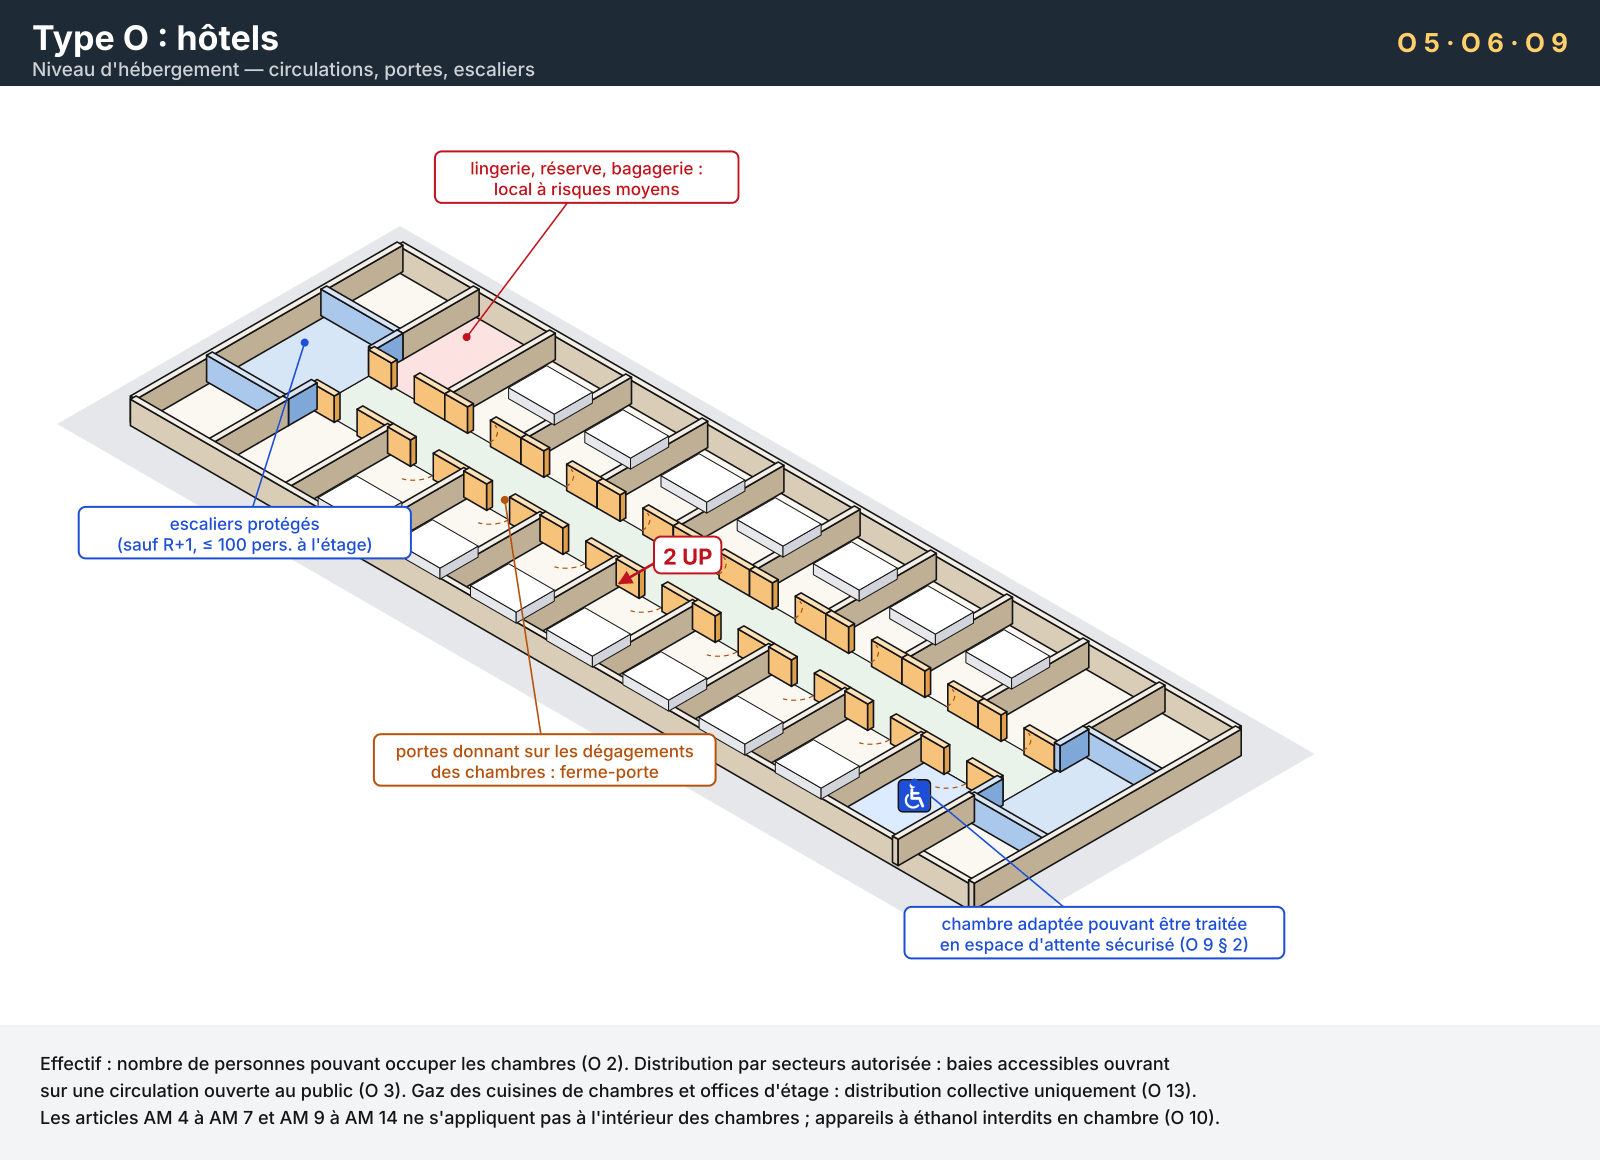 Type O : hôtels
Niveau d'hébergement — circulations, portes, escaliers
O 5 · O 6 · O 9
lingerie, réserve, bagagerie :
local à risques moyens
escaliers protégés
(sauf R+1, ≤ 100 pers. à l'étage)
2 UP
portes donnant sur les dégagements
des chambres : ferme-porte
chambre adaptée pouvant être traitée
en espace d'attente sécurisé (O 9 § 2)
Effectif : nombre de personnes pouvant occuper les chambres (O 2). Distribution par secteurs autorisée : baies accessibles ouvrant
sur une circulation ouverte au public (O 3). Gaz des cuisines de chambres et offices d'étage : distribution collective uniquement (O 13).
Les articles AM 4 à AM 7 et AM 9 à AM 14 ne s'appliquent pas à l'intérieur des chambres ; appareils à éthanol interdits en chambre (O 10).